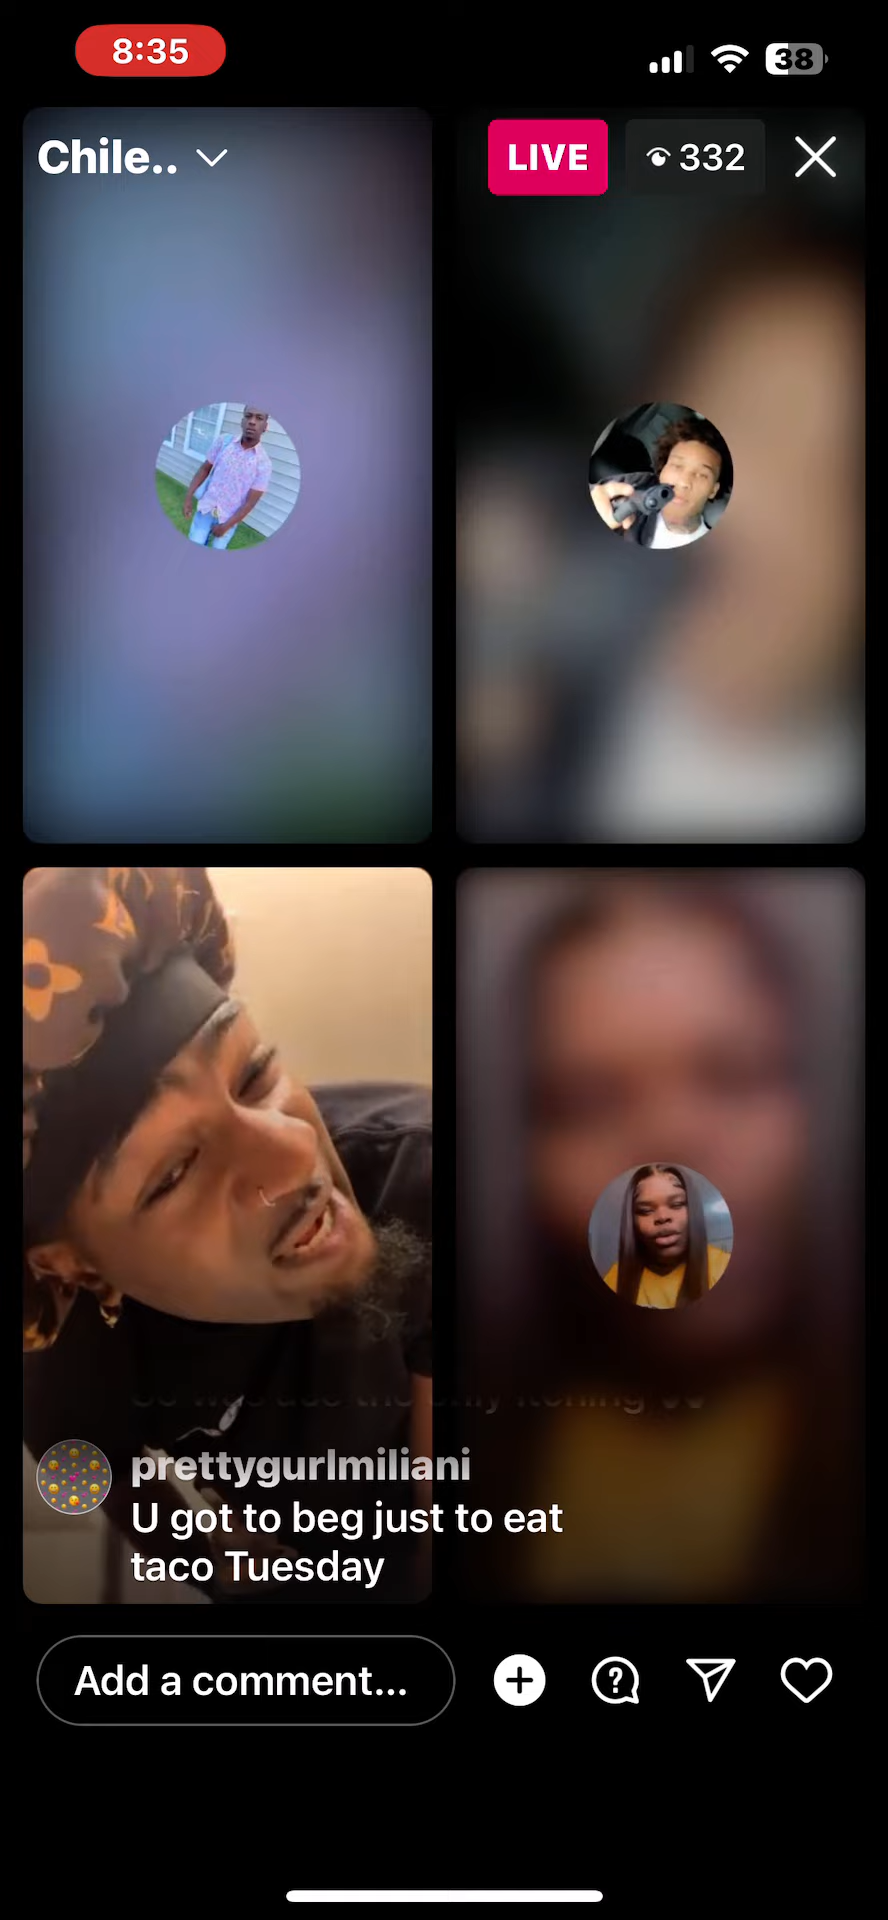 8:35
38
Chile..
LIVE
332
prettygurlmiliani
U got to beg just to eat
taco Tuesday
Add a comment...